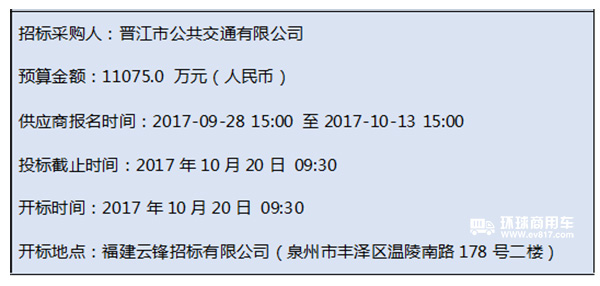 招标采购人：晋江市公共交通有限公司
预算金额：11075.0 万元（人民币）
供应商报名时间：2017-09-28 15:00 至 2017-10-13 15:00
投标截止时间：2017 年 10 月 20 日 09:30
开标时间：2017 年 10 月 20 日 09:30
环球商用车
www.ev817.com
开标地点：福建云锋招标有限公司（泉州市丰泽区温陵南路 178 号二楼）